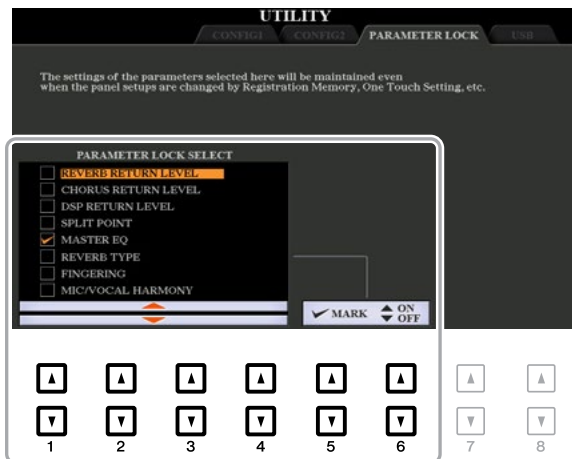 UTILITY
CONFIG1 CONFIG2 PARAMETER LOCK USB
The settings of the parameters selected here will be maintained even
when the panel setups are changed by Registration Memory, One Touch Setting, etc.
PARAMETER LOCK SELECT
REVERB RETURN LEVEL
CHORUS RETURN LEVEL
DSP RETURN LEVEL
SPLIT POINT
MASTER EQ
REVERB TYPE
FINGERING
MIC/VOCAL HARMONY
MARK ON
OFF
1 2 3 4 5 6 7 8